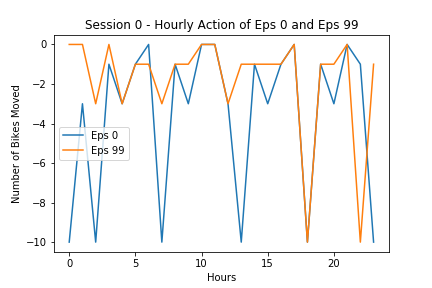 Session 0 - Hourly Action of Eps 0 and Eps 99
Number of Bikes Moved
0
−2
−4
−6
−8
−10
Eps 0
Eps 99
0 5 10 15 20
Hours